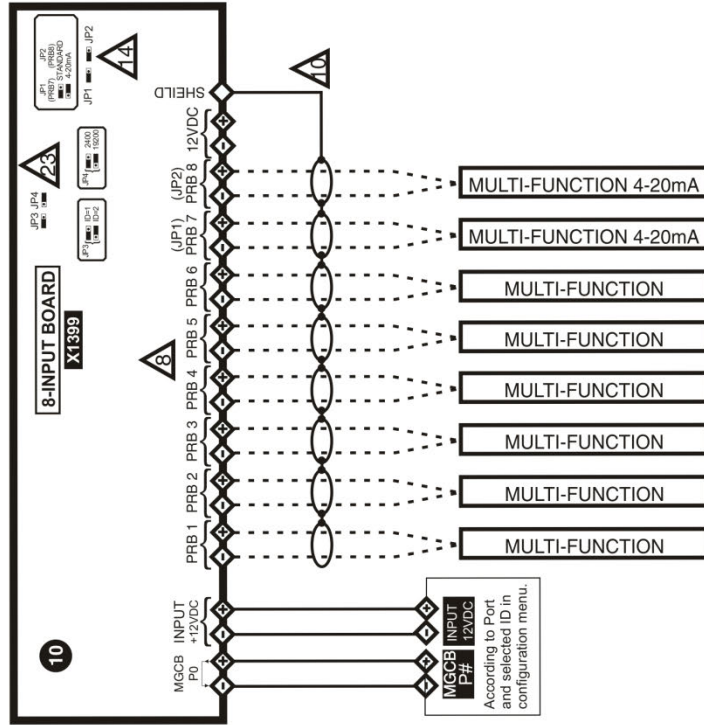 JP1 JP2
(PRB7) (PRB8)
STANDARD
4-20mA
JP1 JP2
14
23
JP3 JP4
JP3 ID=1
ID=2
JP4 2400
19200
8-INPUT BOARD
X1399
10
8
10
MGCB
P0
- +
INPUT
+12VDC
- +
PRB 1
- +
PRB 2
- +
PRB 3
- +
PRB 4
- +
PRB 5
- +
PRB 6
- +
(JP1)
PRB 7
- +
(JP2)
PRB 8
- +
12VDC
- +
SHEILD
MULTI-FUNCTION 4-20mA
MULTI-FUNCTION 4-20mA
MULTI-FUNCTION
MULTI-FUNCTION
MULTI-FUNCTION
MULTI-FUNCTION
MULTI-FUNCTION
MULTI-FUNCTION
- + - +
MGCB
P#
INPUT
12VDC
According to Port
and selected ID in
configuration menu.